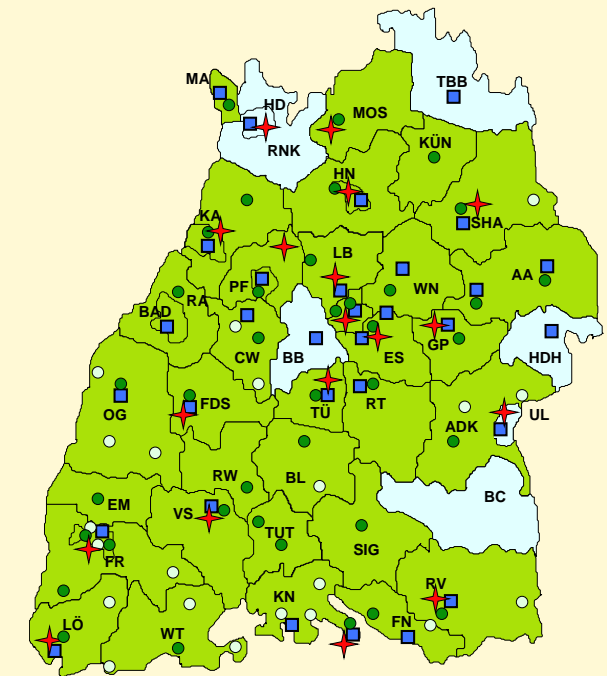 MA
TBB
HD
MOS
KÜN
RNK
HN
KA
SHA
LB
AA
PF
WN
RA
BAD
CW
BB
ES
GP
HDH
OG
FDS
TÜ
RT
UL
ADK
RW
BL
BC
EM
VS
TUT
SIG
FR
KN
RV
LÖ
WT
FN